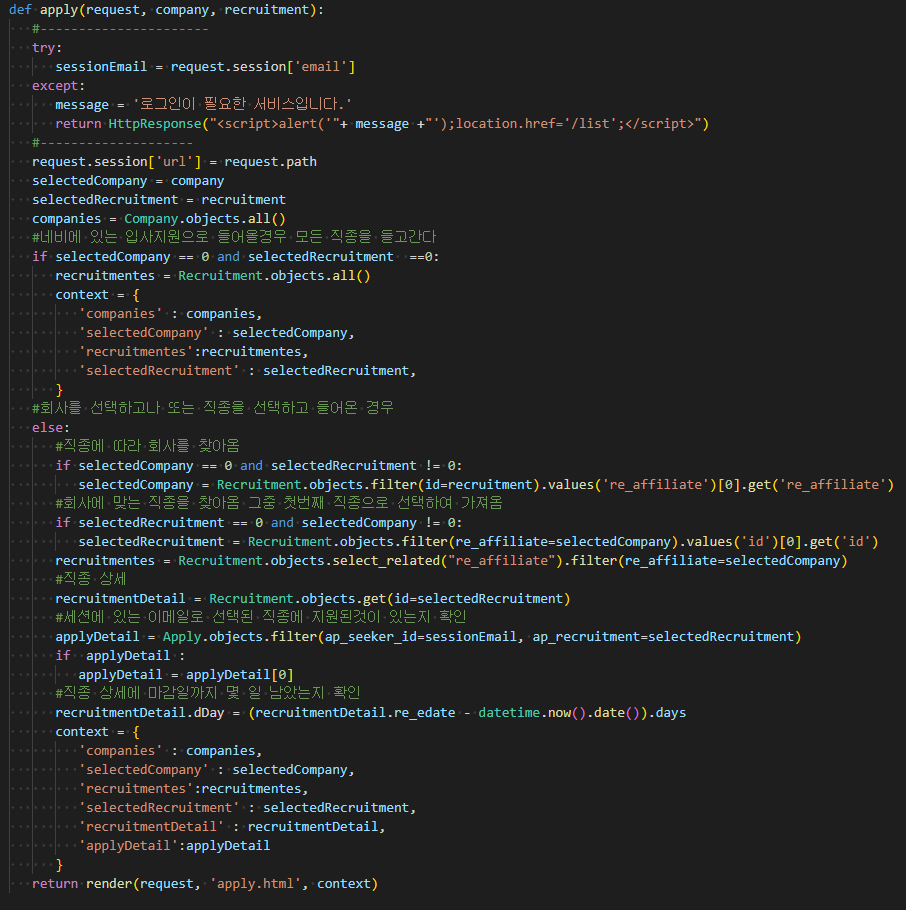 def apply(request, company, recruitment):
    #----------------------
    try:
        sessionEmail = request.session['email']
    except:
        message = '로그인이 필요한 서비스입니다.'
        return HttpResponse("<script>alert('"+ message +"');location.href='/list';</script>")
    #--------------------
    request.session['url'] = request.path
    selectedCompany = company
    selectedRecruitment = recruitment
    companies = Company.objects.all()
    #네비에 있는 입사지원으로 들어올경우 모든 직종을 들고간다
    if selectedCompany == 0 and selectedRecruitment  ==0:
        recruitmentes = Recruitment.objects.all()
        context = {
            'companies' : companies,
            'selectedCompany' : selectedCompany,
            'recruitmentes':recruitmentes,
            'selectedRecruitment' : selectedRecruitment,
        }
    #회사를 선택하고나 또는 직종을 선택하고 들어온 경우
    else:
        #직종에 따라 회사를 찾아옴
        if selectedCompany == 0 and selectedRecruitment != 0:
            selectedCompany = Recruitment.objects.filter(id=recruitment).values('re_affiliate')[0].get('re_affiliate')
        #회사에 맞는 직종을 찾아옴 그중 첫번째 직종으로 선택하여 가져옴
        if selectedRecruitment == 0 and selectedCompany != 0:
            selectedRecruitment = Recruitment.objects.filter(re_affiliate=selectedCompany).values('id')[0].get('id')
        recruitmentes = Recruitment.objects.select_related("re_affiliate").filter(re_affiliate=selectedCompany)
        #직종 상세
        recruitmentDetail = Recruitment.objects.get(id=selectedRecruitment)
        #세션에 있는 이메일로 선택된 직종에 지원된것이 있는지 확인
        applyDetail = Apply.objects.filter(ap_seeker_id=sessionEmail, ap_recruitment=selectedRecruitment)
        if  applyDetail :
            applyDetail = applyDetail[0]
        #직종 상세에 마감일까지 몇 일 남았는지 확인
        recruitmentDetail.dDay = (recruitmentDetail.re_edate - datetime.now().date()).days
        context = {
            'companies' : companies,
            'selectedCompany' : selectedCompany,
            'recruitmentes':recruitmentes,
            'selectedRecruitment' : selectedRecruitment,
            'recruitmentDetail' : recruitmentDetail,
            'applyDetail':applyDetail
        }
    return render(request, 'apply.html', context)